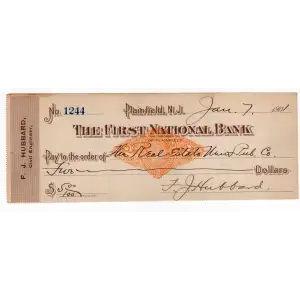 F. J. HUBBARD,
Civil Engineer,
No. 1244
Plainfield, N.J. Jan. 7, 1901
THE FIRST NATIONAL BANK
Pay to the order of The Real Estate Pub. Co.
Five Dollars.
$ 5.00/100 F. J. Hubbard.